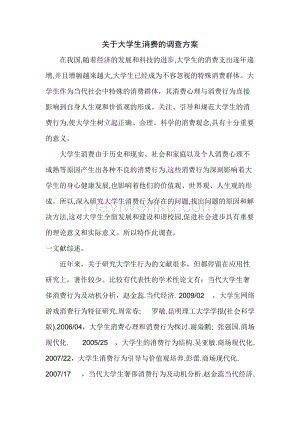 关于大学生消费的调查方案
在我国,随着经济的发展和科技的进步,大学生的消费支出逐年递
增,并且增幅越来越大,大学生已经成为不容忽视的特殊消费群体。大
学生作为当代社会中特殊的消费群体,其消费心理与消费行为直接
影响到自身人生观和价值观的形成。关注、引导和规范大学生的消
费行为,使大学生树立起正确、合理、科学的消费观念,具有十分重要
的意义。
大学生消费由于历史和现实、社会和家庭以及个人消费心理不
成熟等原因产生出各种不良的消费行为,这些消费行为深刻影响着大
学生的身心健康发展,也影响着他们的价值观、世界观、人生观的形
成。所以,深入研究大学生消费行为存在的问题,找出问题的原因和解
决方法,这对大学生全面发展和建设和谐校园,促进社会进步具有重要
的理论意义和实际意义。所以特作此调查。
一文献综述。
近年来，关于研究大学生行为的文献很多，但都停留在应用性
研究上，著作较少。比较有代表性的学术性论文有：当代大学生奢
侈消费行为及动机分析.赵金蕊.当代经济. 2009/02 ，大学生网络
游戏消费行为特征研究.周常春； 罗敏.昆明理工大学学报(社会和科学
版).2006/04，大学生消费心理和消费行为探讨.谢焱鹏；张强国.商场
现代化. 2005/25 ，大学生的消费行为结构.吴亚敏.商场现代化.
2007/22，大学生消费行为引导与价值观培养.彭蕾.商场现代化.
2007/17 ，当代大学生奢侈消费行为及动机分析.赵金蕊当代经济.